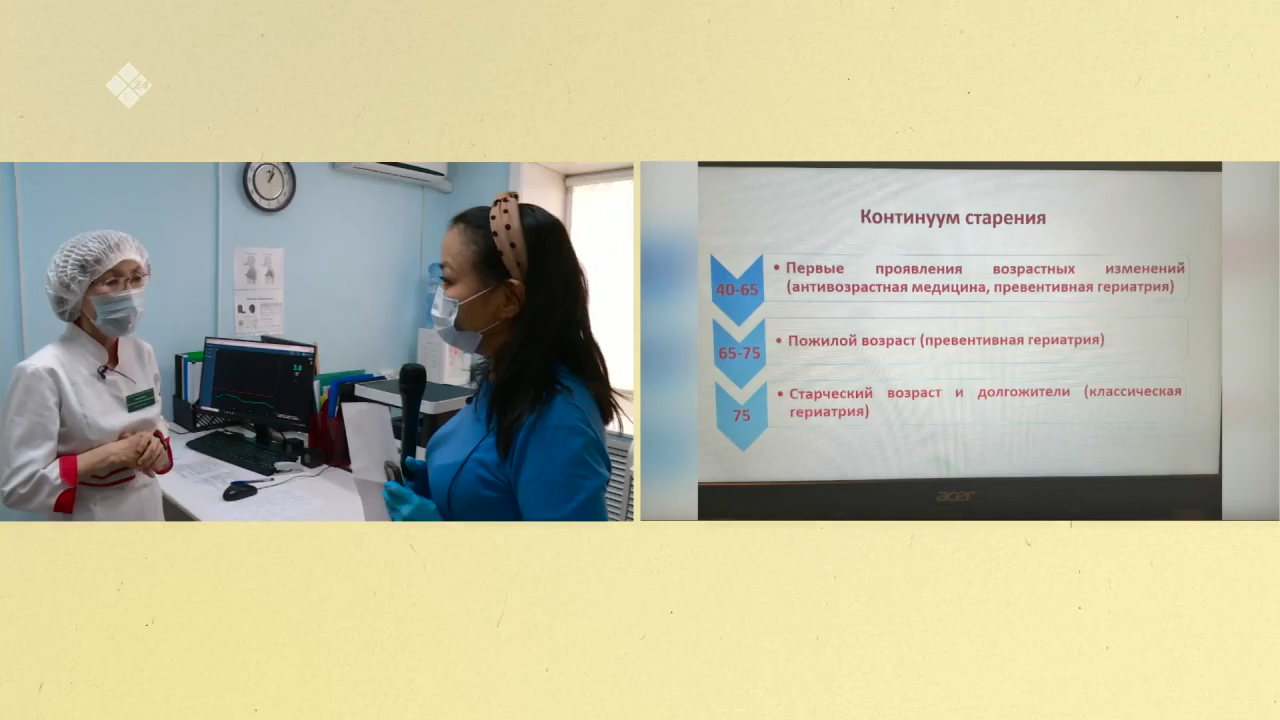 24
Континуум старения
40-65
• Первые проявления возрастных изменений
(антивозрастная медицина, превентивная гериатрия)
65-75
• Пожилой возраст (превентивная гериатрия)
75
• Старческий возраст и долгожители (классическая
гериатрия)
acer